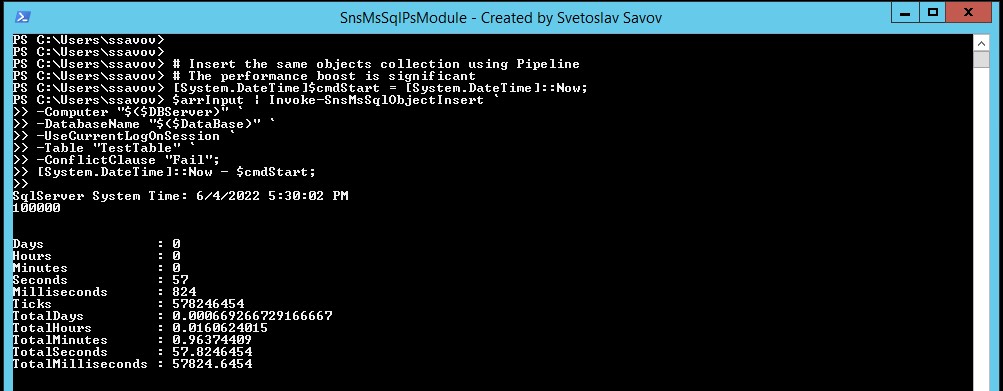 SnsMsSqlPsModule - Created by Svetoslav Savov
PS C:\Users\ssavov>
PS C:\Users\ssavov>
PS C:\Users\ssavov> # Insert the same objects collection using Pipeline
PS C:\Users\ssavov> # The performance boost is significant
PS C:\Users\ssavov> [System.DateTime]$cmdStart = [System.DateTime]::Now;
PS C:\Users\ssavov> $arrInput | Invoke-SnsMsSqlObjectInsert `
>> -Computer "$($DBServer)" `
>> -DatabaseName "$($DataBase)" `
>> -UseCurrentLogOnSession `
>> -Table "TestTable" `
>> -ConflictClause "Fail";
>> [System.DateTime]::Now - $cmdStart;
>>
SqlServer System Time: 6/4/2022 5:30:02 PM
100000
Days              : 0
Hours             : 0
Minutes           : 0
Seconds           : 57
Milliseconds      : 824
Ticks             : 578246454
TotalDays         : 0.000669266729166667
TotalHours        : 0.0160624015
TotalMinutes      : 0.96374409
TotalSeconds      : 57.8246454
TotalMilliseconds : 57824.6454